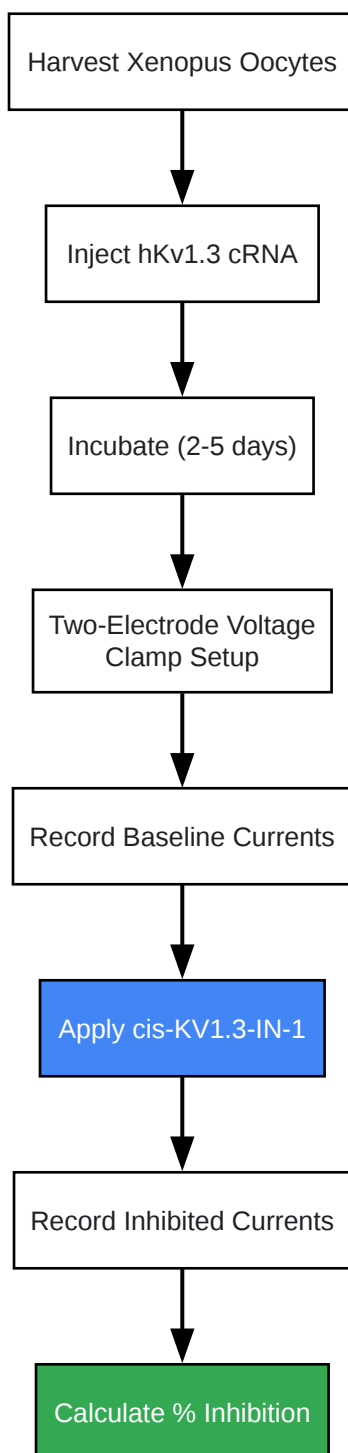 Harvest Xenopus Oocytes
Inject hKv1.3 cRNA
Incubate (2-5 days)
Two-Electrode Voltage
Clamp Setup
Record Baseline Currents
Apply cis-KV1.3-IN-1
Record Inhibited Currents
Calculate % Inhibition